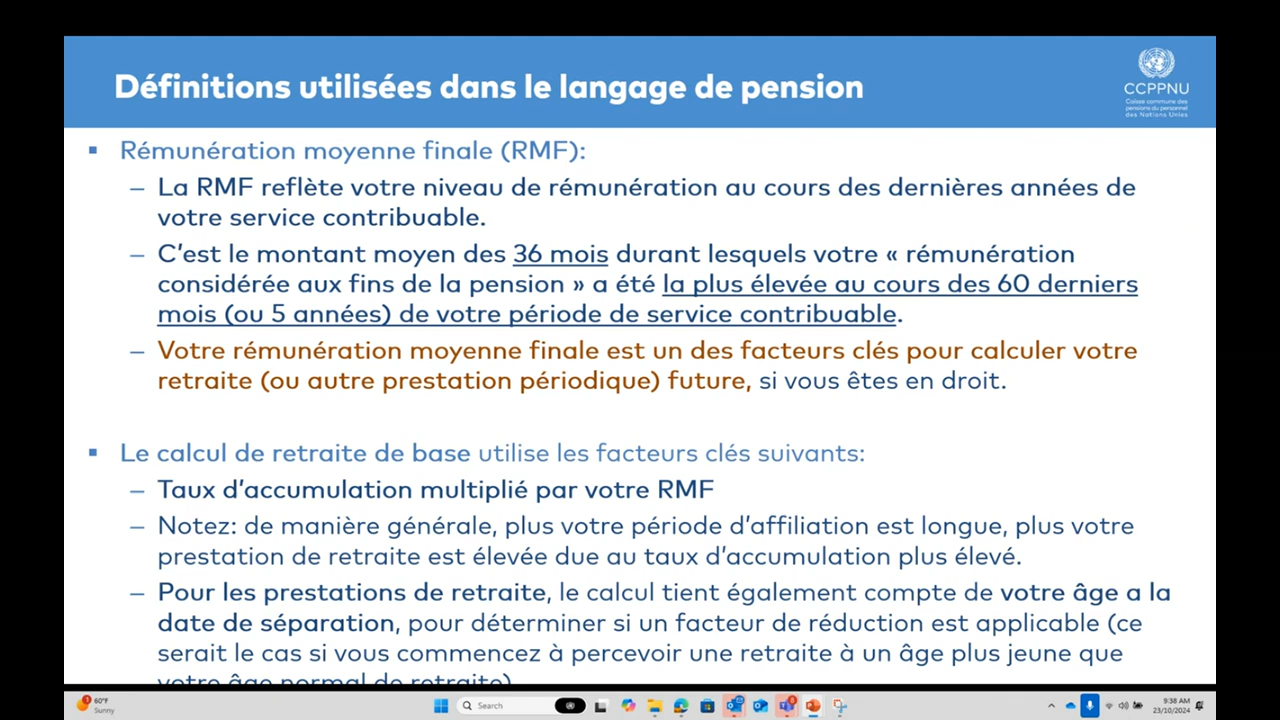 Définitions utilisées dans le langage de pension
CCPPNU
Caisse commune des
pensions du personnel
des Nations Unies
▪ Rémunération moyenne finale (RMF):
– La RMF reflète votre niveau de rémunération au cours des dernières années de
votre service contribuable.
– C’est le montant moyen des 36 mois durant lesquels votre « rémunération
considérée aux fins de la pension » a été la plus élevée au cours des 60 derniers
mois (ou 5 années) de votre période de service contribuable.
– Votre rémunération moyenne finale est un des facteurs clés pour calculer votre
retraite (ou autre prestation périodique) future, si vous êtes en droit.
▪ Le calcul de retraite de base utilise les facteurs clés suivants:
– Taux d’accumulation multiplié par votre RMF
– Notez: de manière générale, plus votre période d’affiliation est longue, plus votre
prestation de retraite est élevée due au taux d’accumulation plus élevé.
– Pour les prestations de retraite, le calcul tient également compte de votre âge a la
date de séparation, pour déterminer si un facteur de réduction est applicable (ce
serait le cas si vous commencez à percevoir une retraite à un âge plus jeune que
votre âge normal de retraite)
60°F
Sunny
Search
9:38 AM
23/10/2024